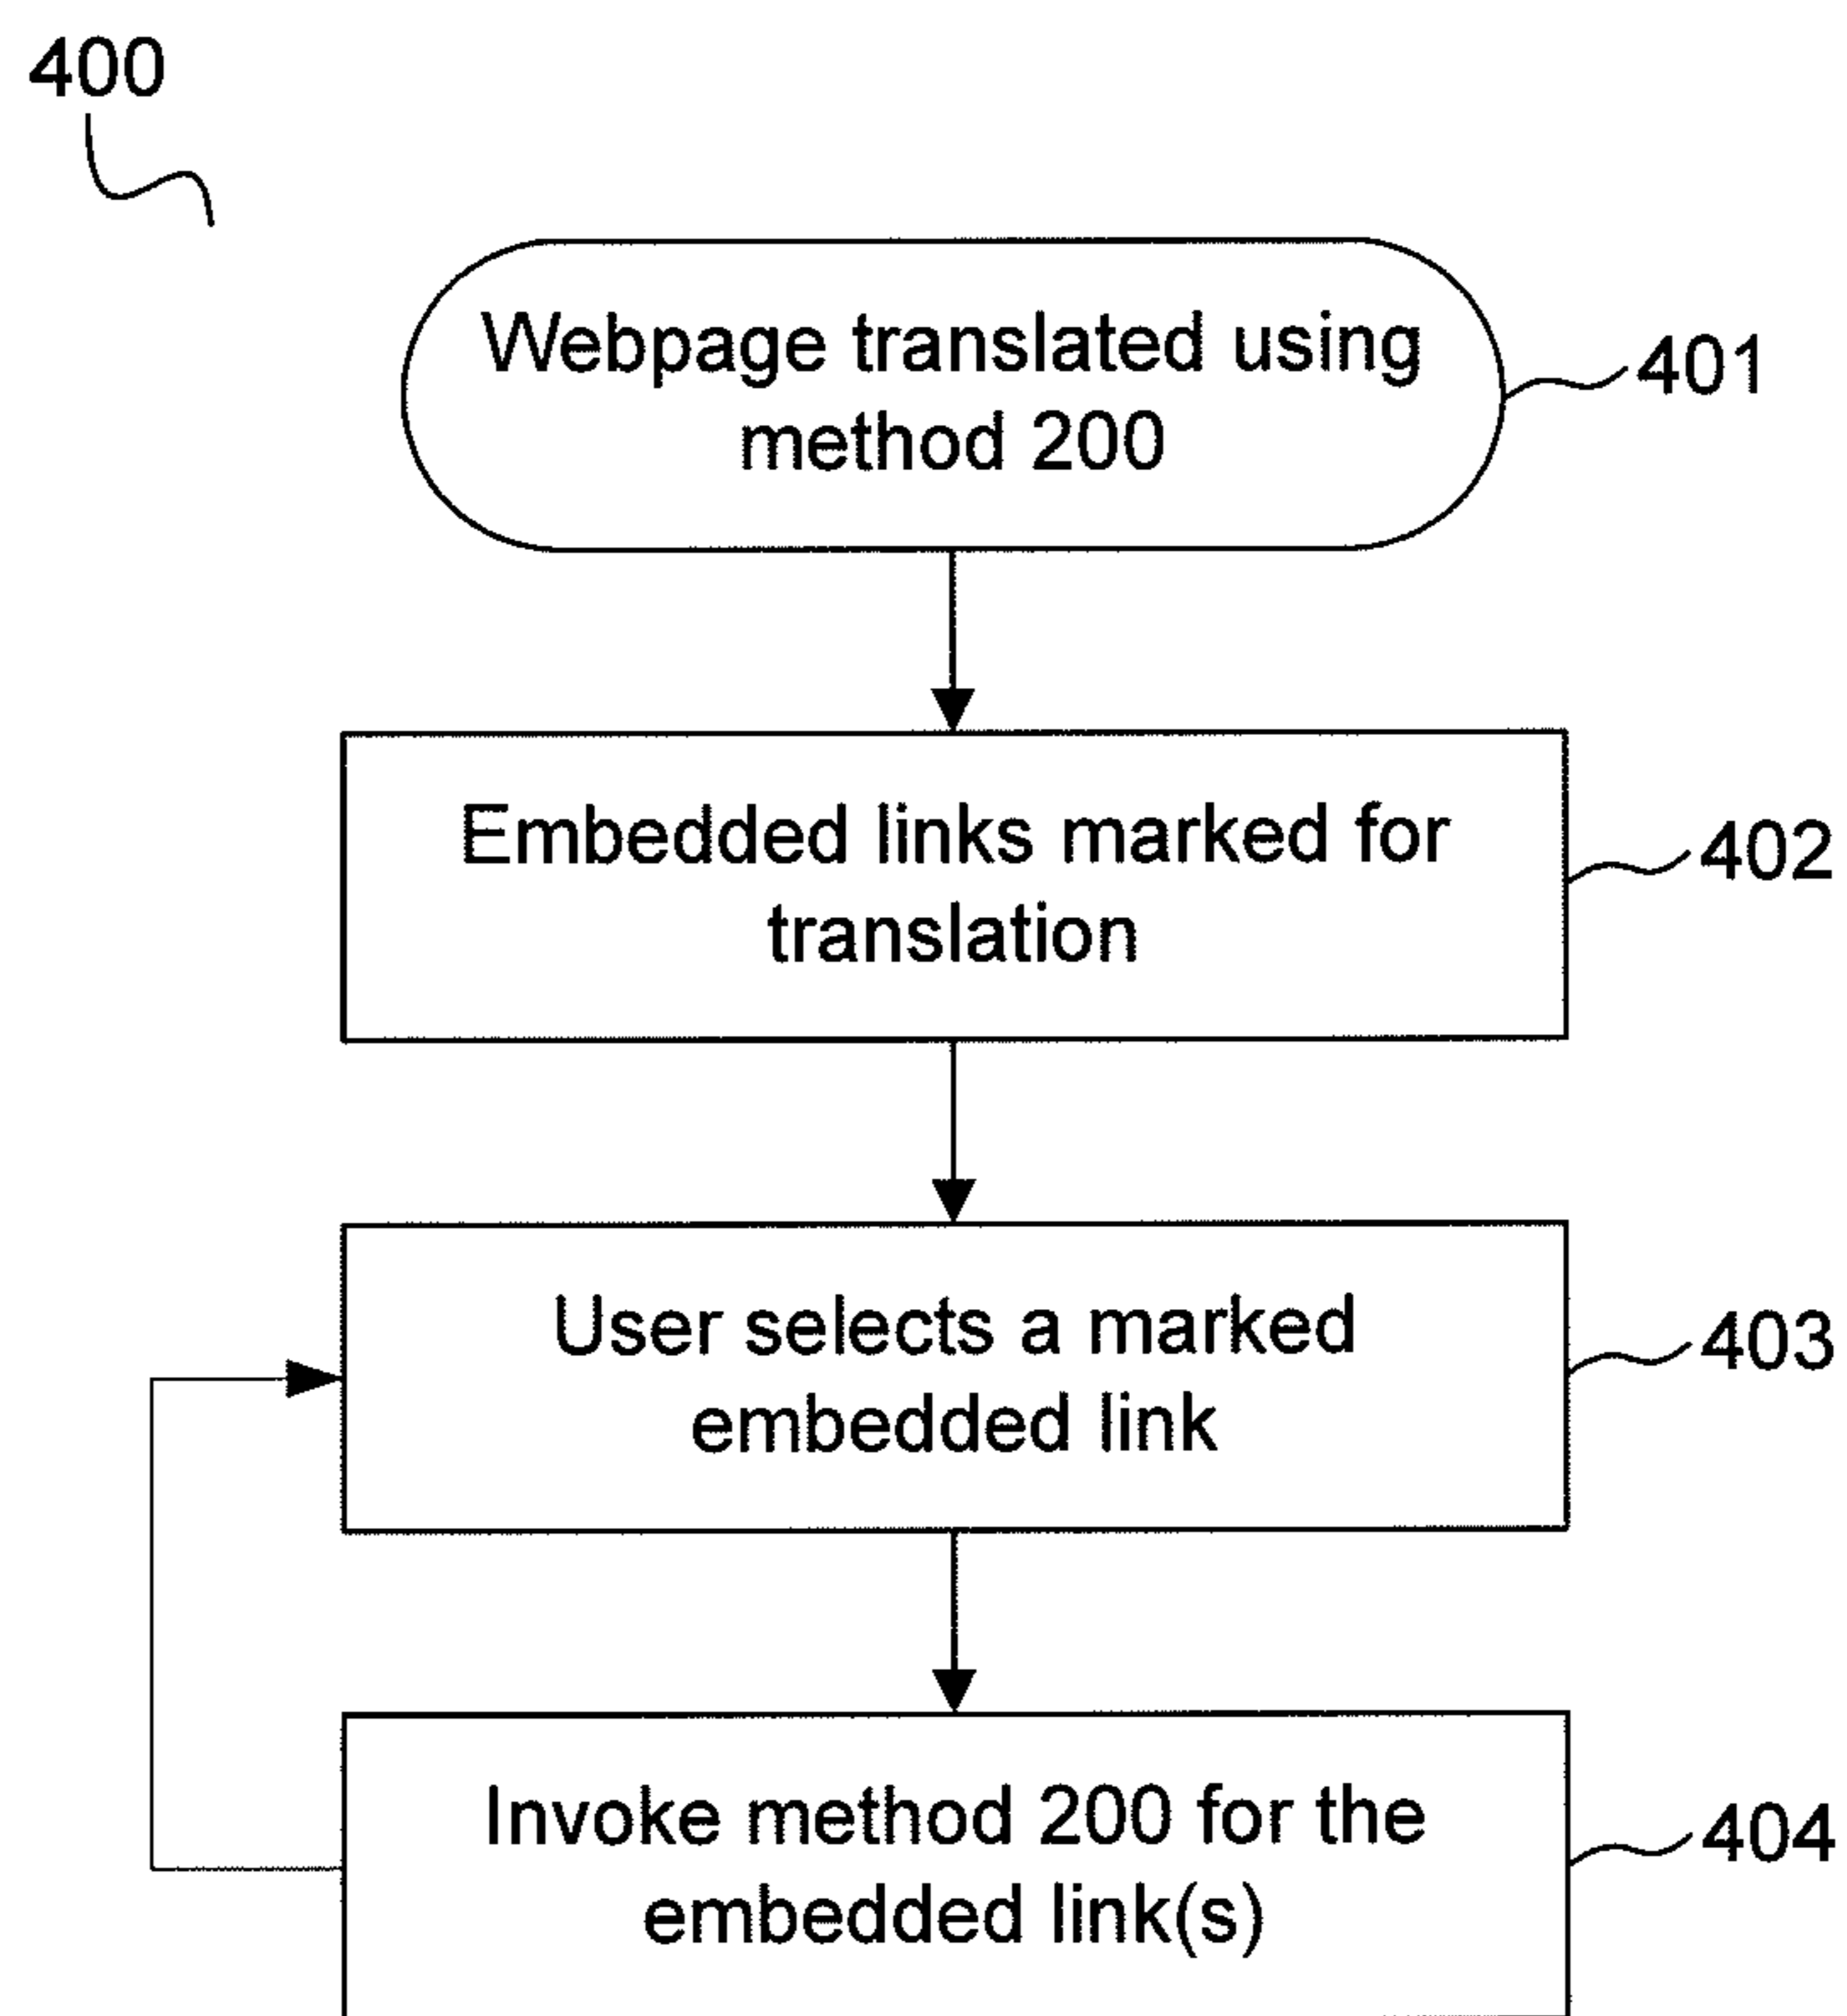 400
Webpage translated using
method 200
401
Embedded links marked for
translation
402
User selects a marked
embedded link
403
Invoke method 200 for the
embedded link(s)
404